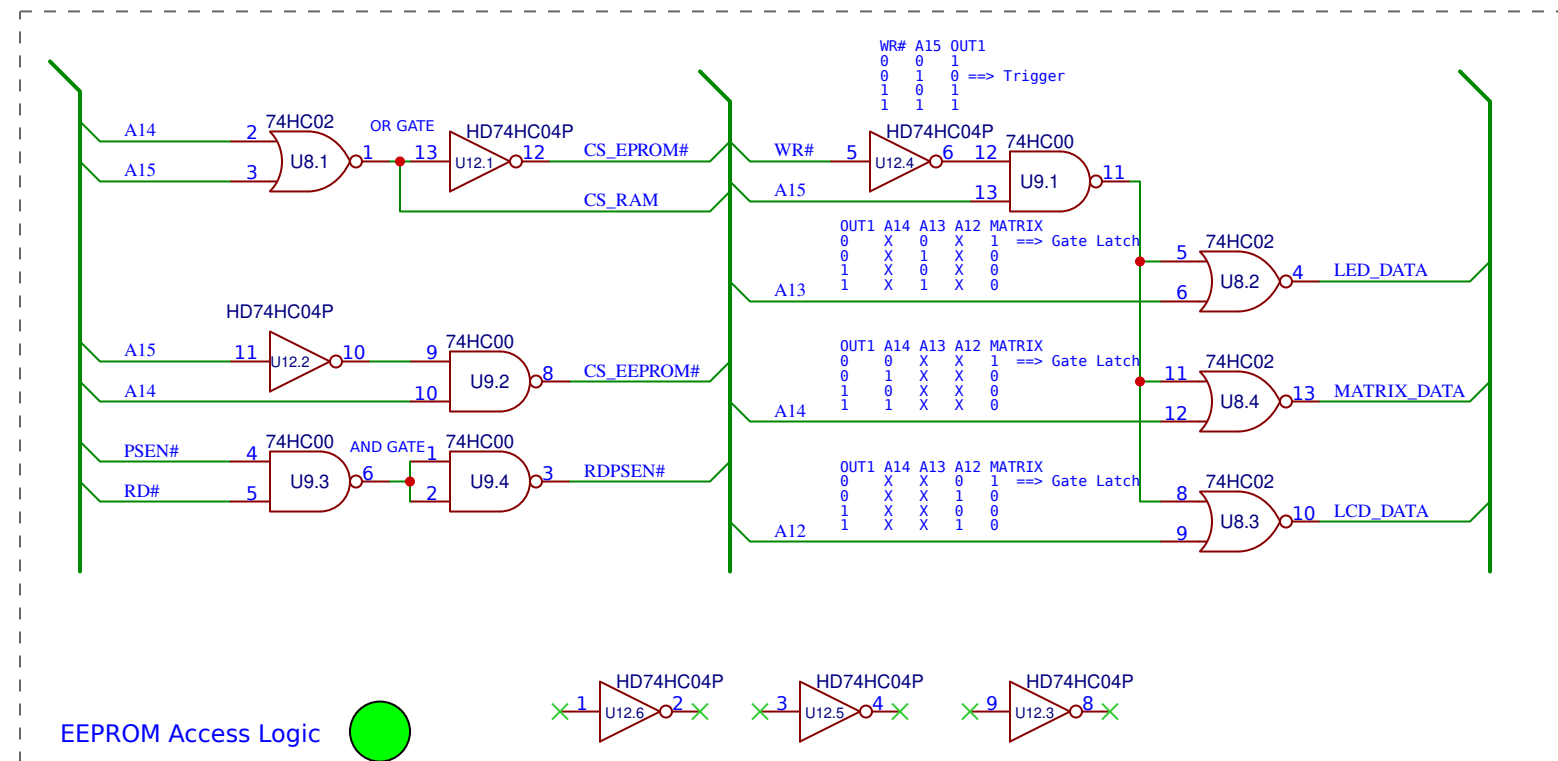 WR# A15 OUT1
0 0 1
0 1 0 ==> Trigger
1 0 1
1 1 1
74HC02
A14
2
U8.1
1
A15
3
OR GATE
HD74HC04P
13
U12.1
12
CS_EPROM#
CS_RAM
HD74HC04P
WR#
5
U12.4
6
74HC00
12
U9.1
11
A15
13
OUT1 A14 A13 A12 MATRIX
0 X 0 X 1 ==> Gate Latch
0 X 1 X 0
1 X 0 X 0
1 X 1 X 0
74HC02
5
U8.2
4
LED_DATA
A13
6
HD74HC04P
A15
11
U12.2
10
74HC00
9
U9.2
8
CS_EEPROM#
A14
10
OUT1 A14 A13 A12 MATRIX
0 0 X X 1 ==> Gate Latch
0 1 X X 0
1 0 X X 0
1 1 X X 0
74HC02
11
U8.4
13
MATRIX_DATA
A14
12
74HC00
PSEN#
4
U9.3
6
RD#
5
AND GATE
74HC00
1
U9.4
3
RDPSEN#
2
OUT1 A14 A13 A12 MATRIX
0 X X 0 1 ==> Gate Latch
0 X X 1 0
1 X X 0 0
1 X X 1 0
74HC02
8
U8.3
10
LCD_DATA
A12
9
HD74HC04P
1
U12.6
2
HD74HC04P
3
U12.5
4
HD74HC04P
9
U12.3
8
EEPROM Access Logic